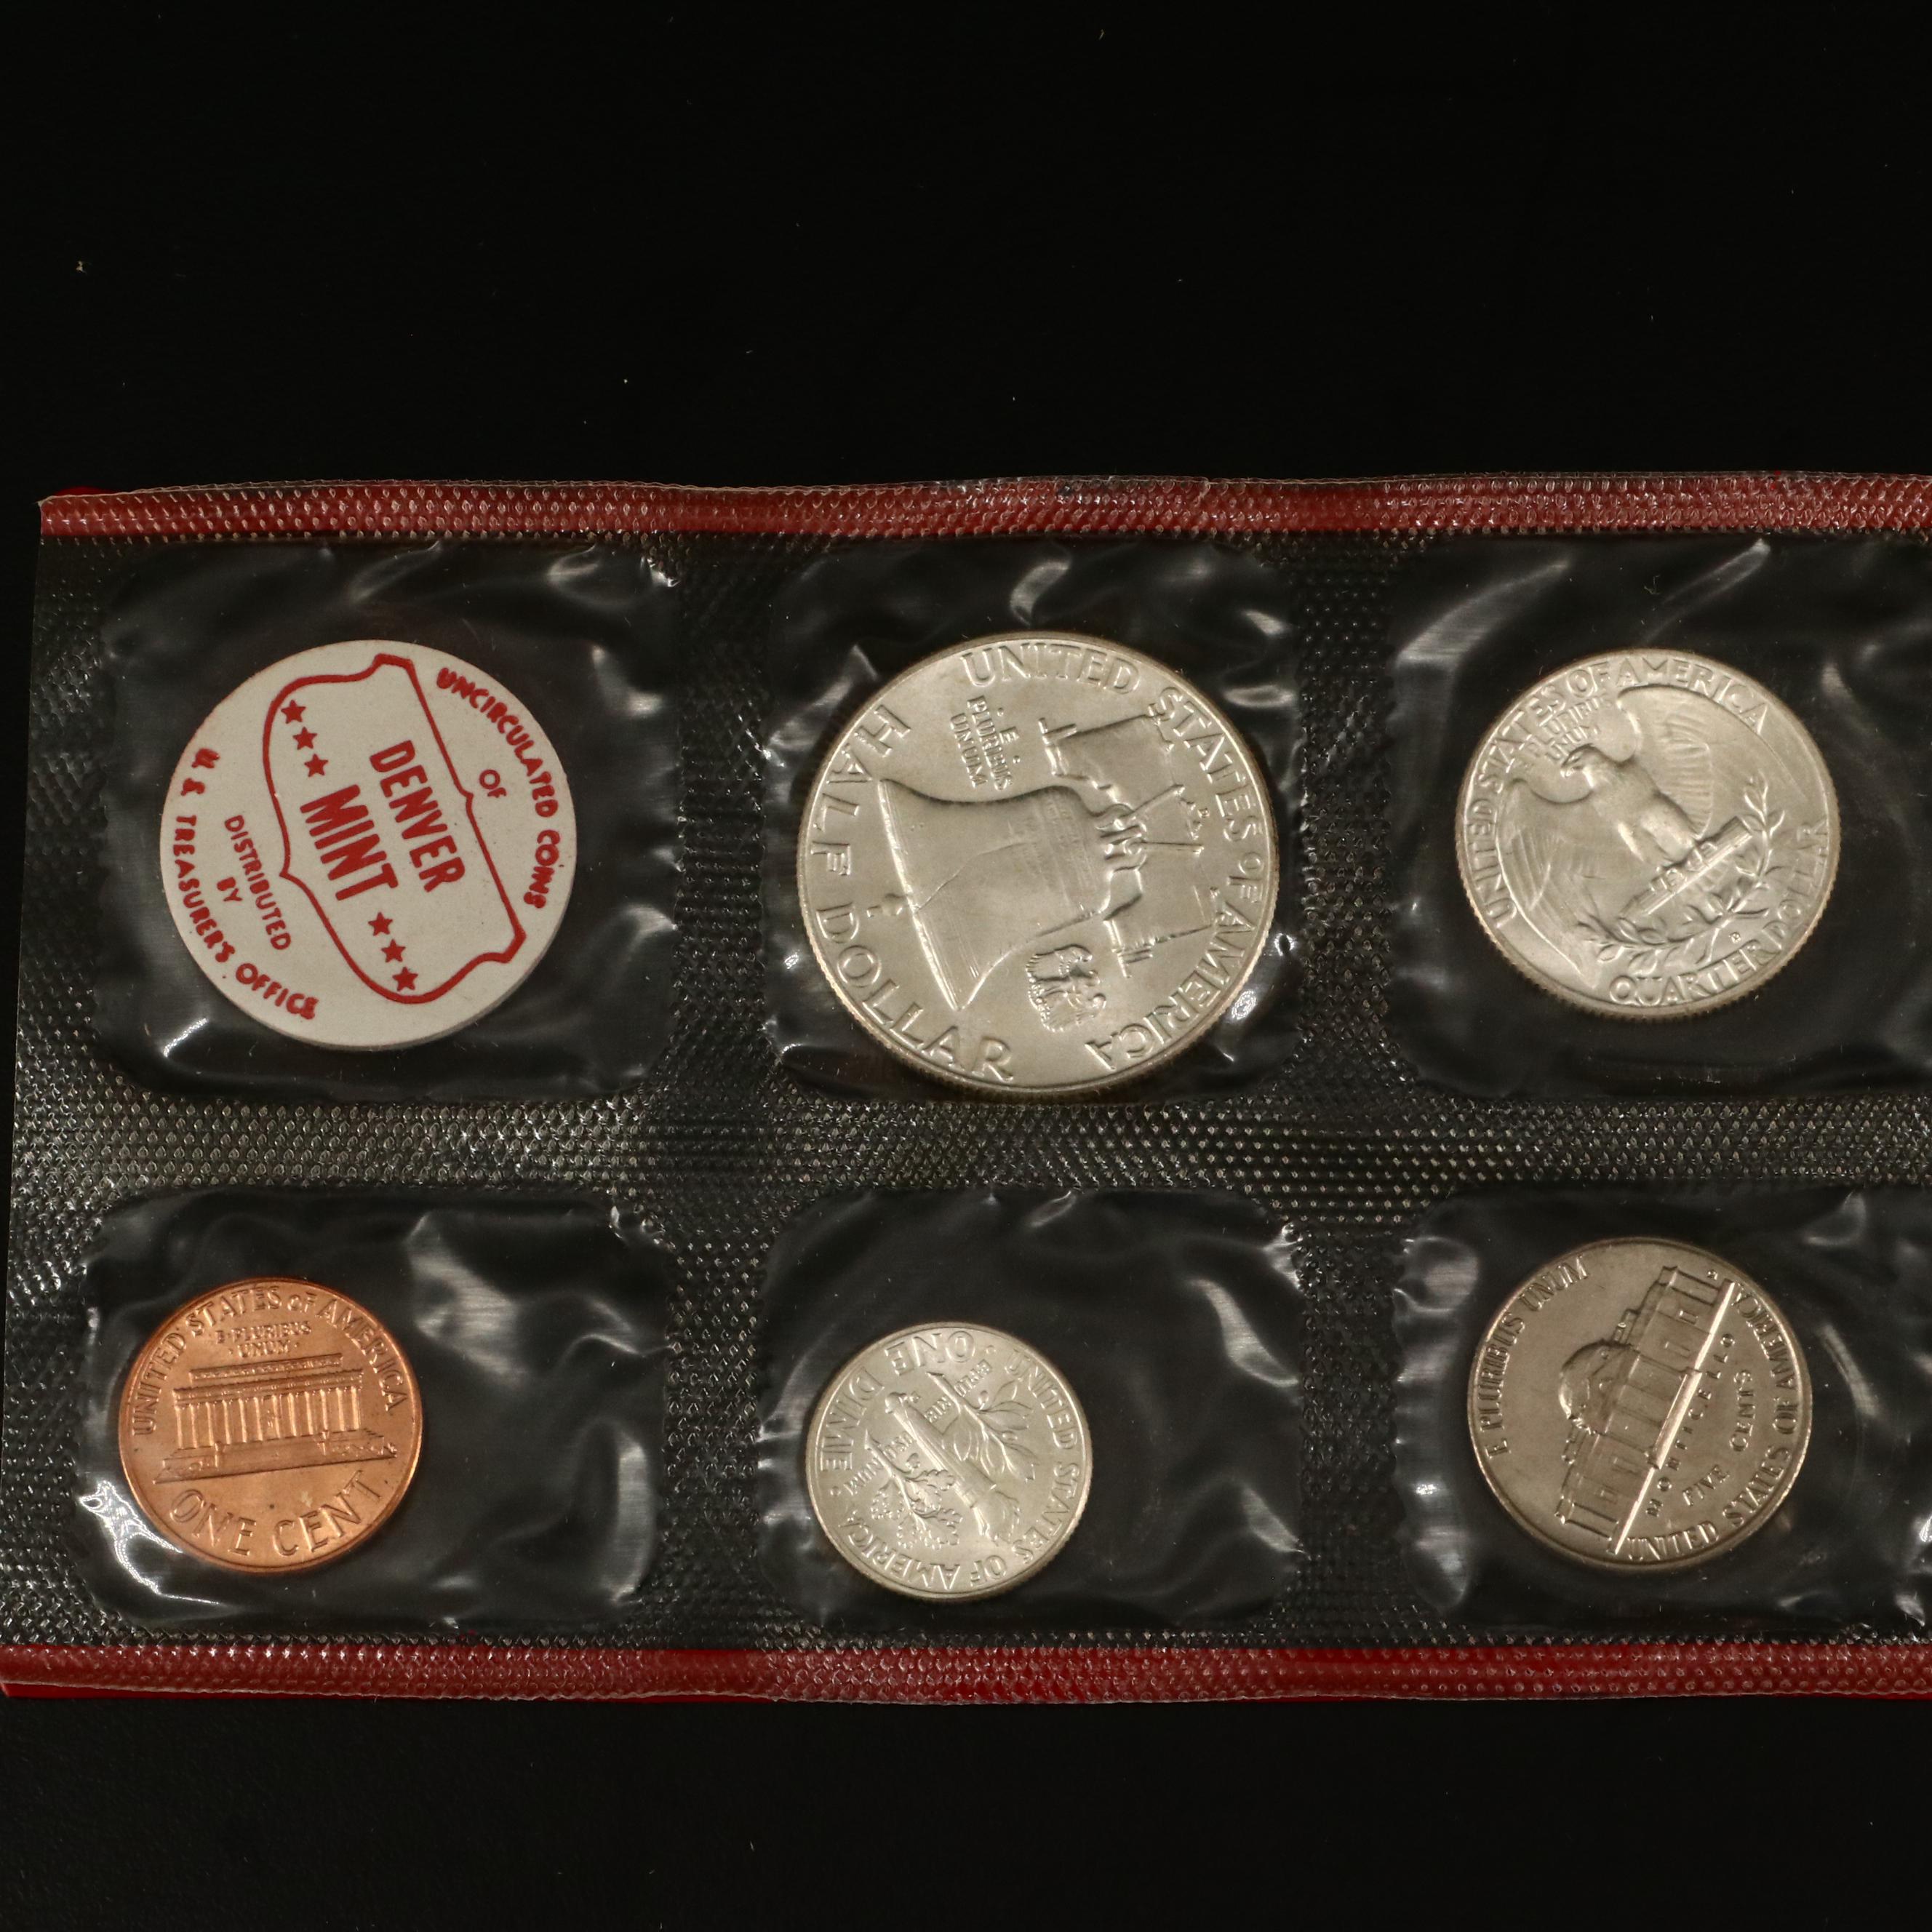 UNCIRCULATED COINS
OF
DENVER
MINT
DISTRIBUTED
BY
U.S. TREASURER'S OFFICE
UNITED STATES OF AMERICA
· E ·
PLURIBUS
UNUM
HALF DOLLAR
UNITED STATES OF AMERICA
E PLURIBUS
UNUM
D
QUARTER DOLLAR
UNITED STATES OF AMERICA
·E·PLURIBUS·
·UNUM·
ONE CENT
UNITED STATES OF AMERICA
ONE DIME
E PLURIBUS UNUM
MONTICELLO
FIVE CENTS
UNITED STATES OF AMERICA